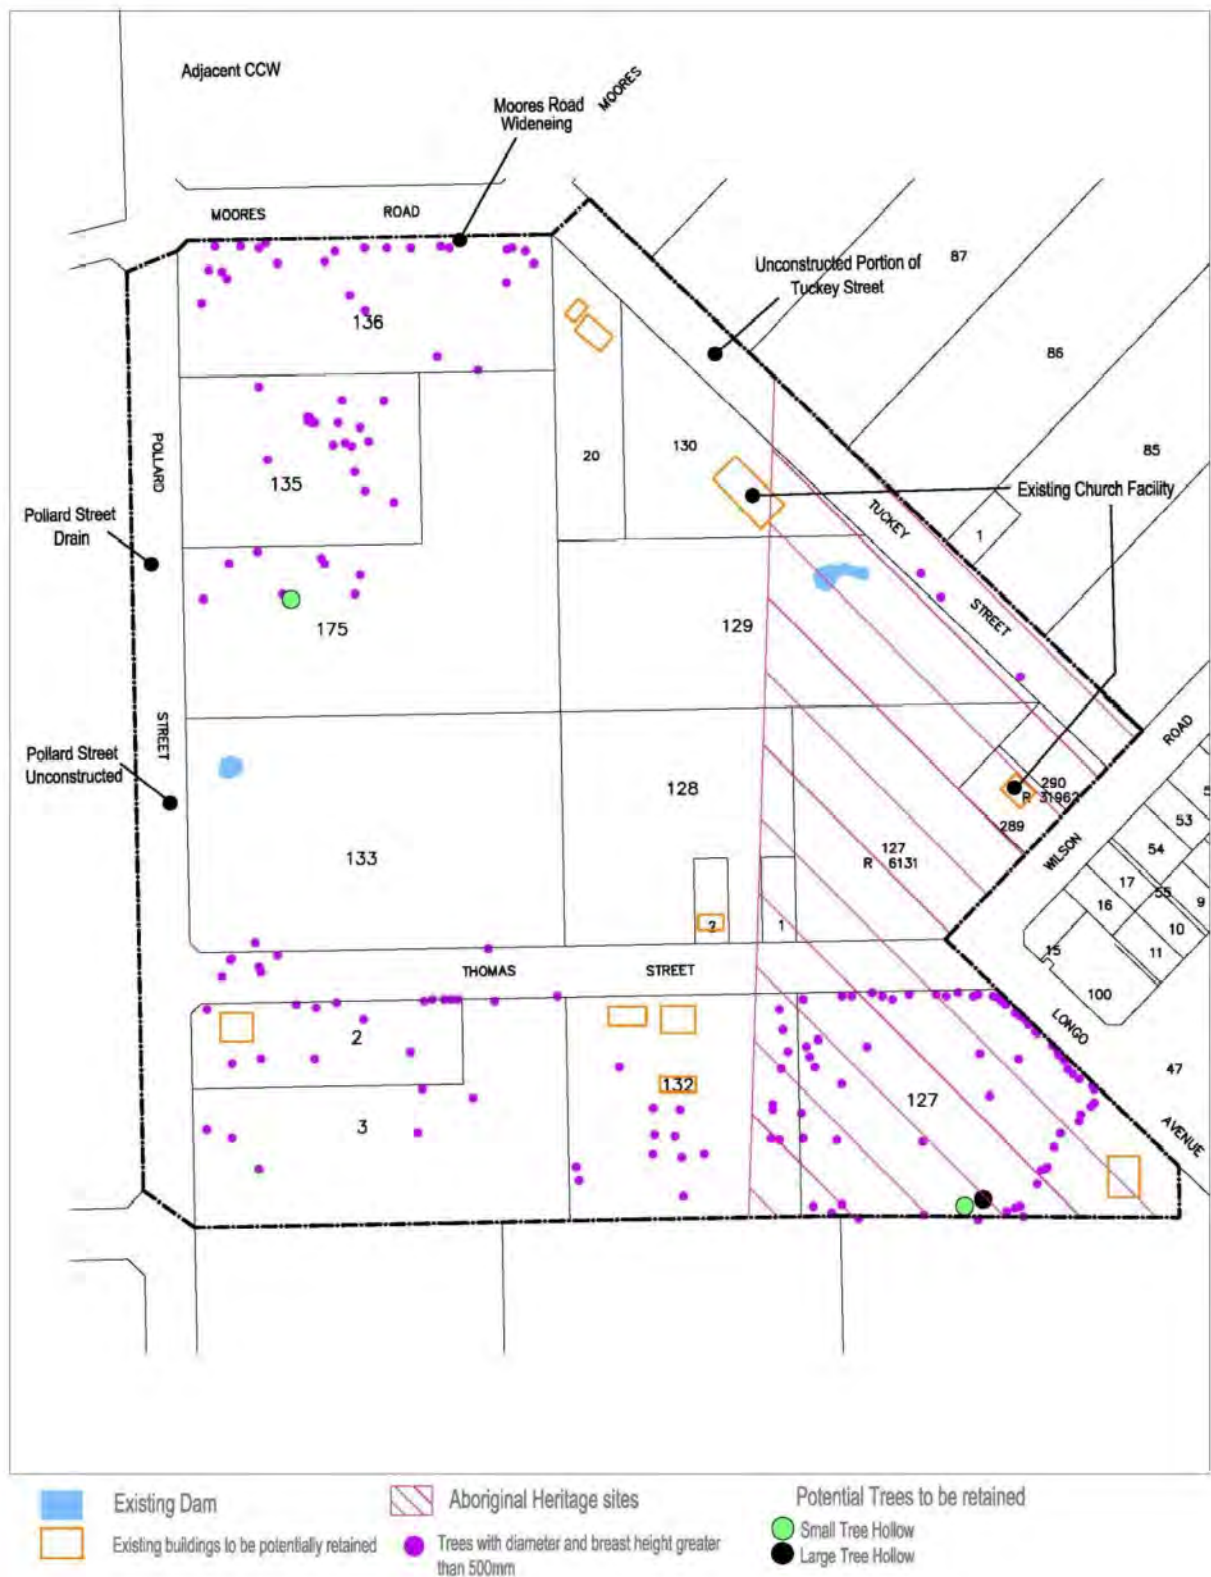 Adjacent CCW
Moores Road
Wideneing
MOORES
MOORES ROAD
87
Unconstructed Portion of
Tuckey Street
136
86
POLLARD
20
130
85
135
Existing Church Facility
TUCKEY
1
Pollard Street
Drain
STREET
175
129
STREET
ROAD
Pollard Street
Unconstructed
128
290
R 31962
289
53
54
133
127
R 6131
WILSON
17
55
9
16
10
2
1
15
11
THOMAS STREET
100
LONGO
2
47
132
127
3
AVENUE
Existing Dam
Aboriginal Heritage sites
Potential Trees to be retained
Existing buildings to be potentially retained
Trees with diameter and breast height greater
than 500mm
Small Tree Hollow
Large Tree Hollow